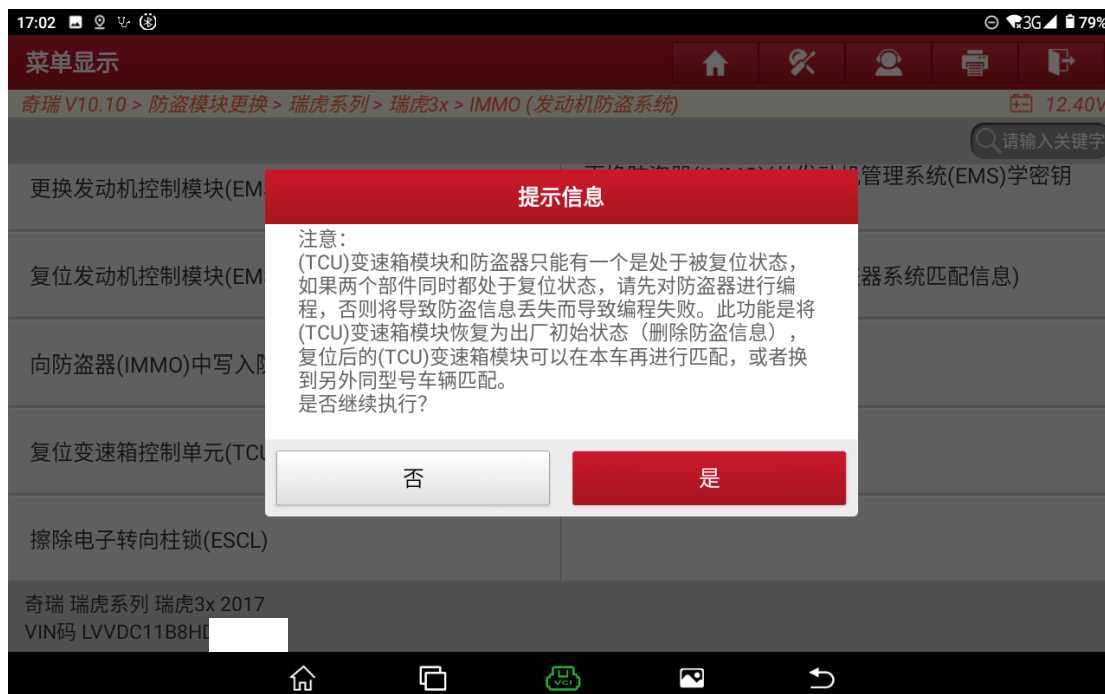 17:02
3G 79%
菜单显示
奇瑞 V10.10 > 防盗模块更换 > 瑞虎系列 > 瑞虎3x > IMMO (发动机防盗系统)
12.40V
请输入关键字
更换发动机控制模块(EMS
管理系统(EMS)学密钥
提示信息
注意：
(TCU)变速箱模块和防盗器只能有一个是处于被复位状态，
如果两个部件同时都处于复位状态，请先对防盗器进行编
程，否则将导致防盗信息丢失而导致编程失败。此功能是将
(TCU)变速箱模块恢复为出厂初始状态（删除防盗信息），
复位后的(TCU)变速箱模块可以在本车再进行匹配，或者换
到另外同型号车辆匹配。
是否继续执行？
否
是
复位发动机控制模块(EM
器系统匹配信息)
向防盗器(IMMO)中写入防
复位变速箱控制单元(TCU
擦除电子转向柱锁(ESCL)
奇瑞 瑞虎系列 瑞虎3x 2017
VIN码 LVVDC11B8HD
VCI